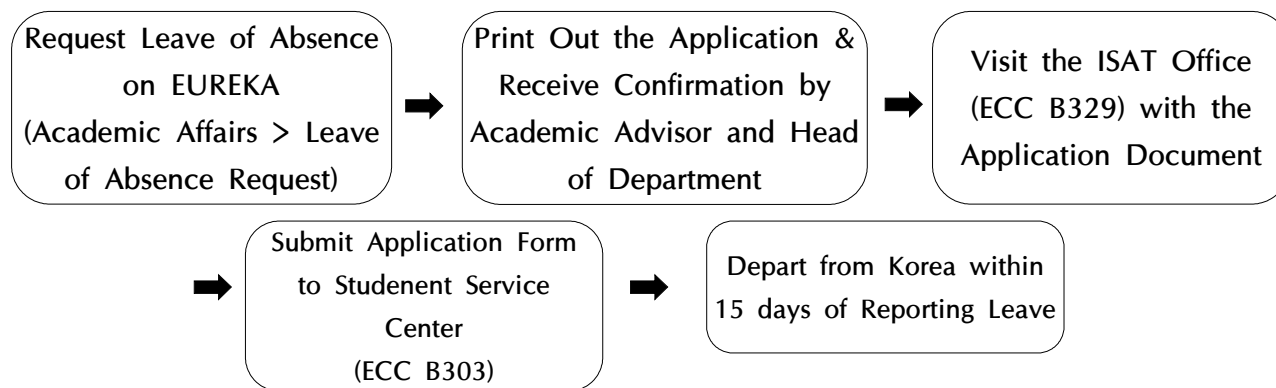 Request Leave of Absence
on EUREKA
(Academic Affairs > Leave
of Absence Request)
Print Out the Application &
Receive Confirmation by
Academic Advisor and Head
of Department
Visit the ISAT Office
(ECC B329) with the
Application Document
Submit Application Form
to Studenent Service
Center
(ECC B303)
Depart from Korea within
15 days of Reporting Leave